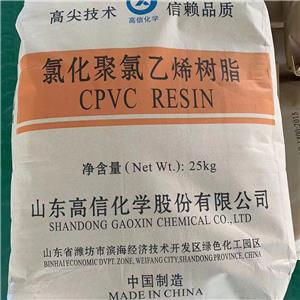 高尖技术 信赖品质
高信化学
氯化聚氯乙烯树脂
CPVC RESIN
净含量 (Net Wt.): 25kg
山东高信化学股份有限公司
SHANDONG GAOXIN CHEMICAL CO.,LTD
山东省潍坊市滨海经济技术开发区绿色化工园区
BINHAI ECONOMIC DVPT. ZONE, WEIFANG CITY,SHANDONG PROVINCE, CHINA
中国制造
MADE IN CHINA